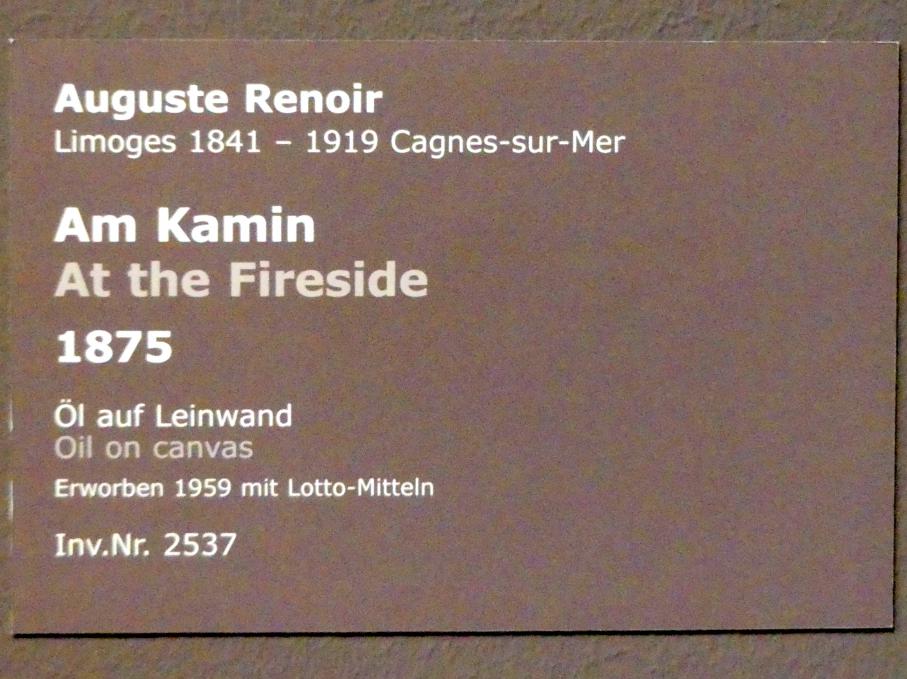 Auguste Renoir
Limoges 1841 – 1919 Cagnes-sur-Mer
Am Kamin
At the Fireside
1875
Öl auf Leinwand
Oil on canvas
Erworben 1959 mit Lotto-Mitteln
Inv.Nr. 2537